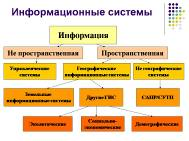 Информационные системы
Информация
Не пространственная
Пространственная
Управленческие
системы
Географические
информационные системы
Не географические
системы
Земельные
информационные системы
Другие ГИС
САПР/СУТП
Экологические
Социально-
экономические
Демографические